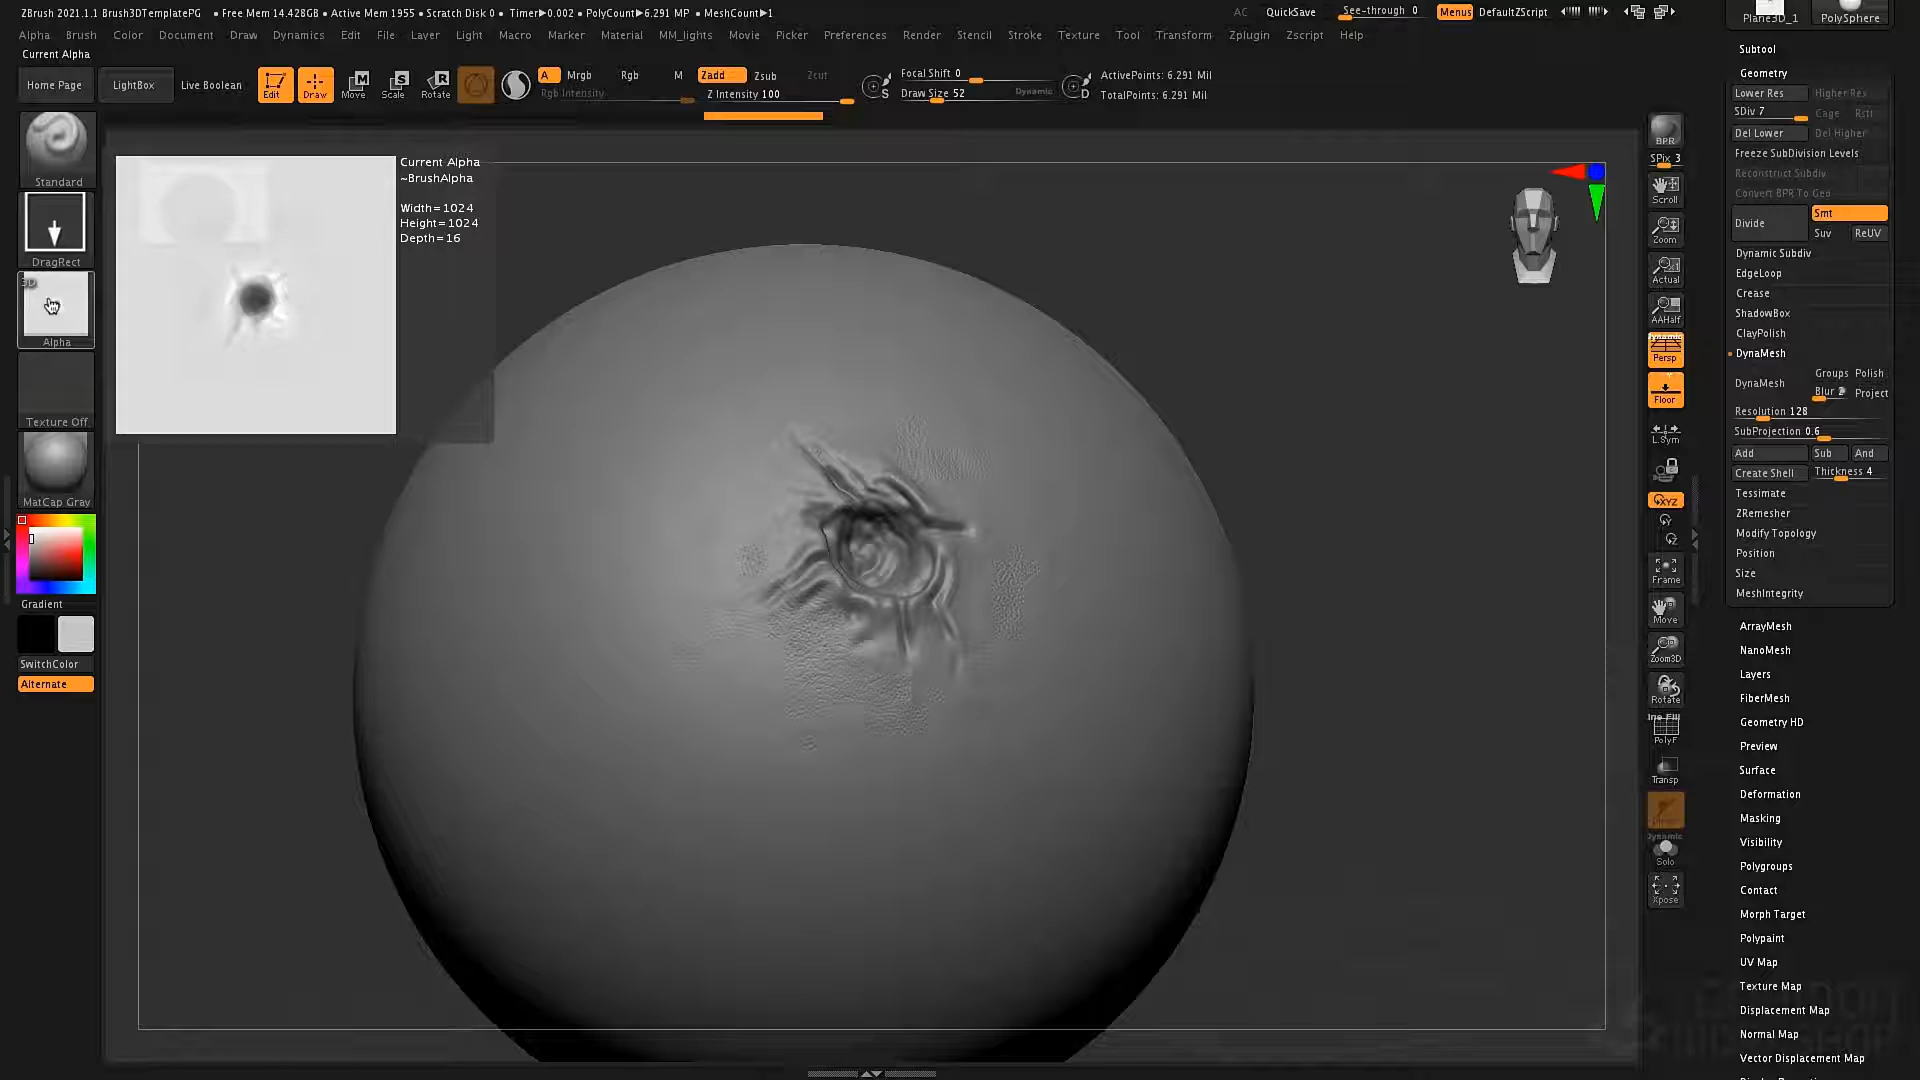 ZBrush 2021.1.1 Brush3DTemplatePG • Free Mem 14.428GB • Active Mem 1955 • Scratch Disk 0 • Timer▶0.002 • PolyCount▶6.291 MP • MeshCount▶1
AC QuickSave See-through 0 Menus DefaultZScript
Plane3D_1 PolySphere
Alpha Brush Color Document Draw Dynamics Edit File Layer Light Macro Marker Material MM_lights Movie Picker Preferences Render Stencil Stroke Texture Tool Transform Zplugin Zscript Help
Current Alpha
Home Page LightBox Live Boolean Edit Draw Move Scale Rotate
A Mrgb Rgb M Zadd Zsub Zcut
Rgb Intensity Z Intensity 100
Focal Shift 0
Draw Size 52 Dynamic
ActivePoints: 6.291 Mil
TotalPoints: 6.291 Mil
Standard
DragRect
3D
Alpha
Texture Off
MatCap Gray
Gradient
SwitchColor
Alternate
Current Alpha
~BrushAlpha
Width=1024
Height=1024
Depth=16
BPR
SPix 3
Scroll
Zoom
Actual
AAHalf
Dynamic
Persp
Floor
L.Sym
XYZ
Frame
Move
Zoom3D
Rotate
Line Fill
PolyF
Transp
Dynamic
Solo
Xpose
Subtool
Geometry
Lower Res Higher Res
SDiv 7 Cage Rstr
Del Lower Del Higher
Freeze SubDivision Levels
Reconstruct Subdiv
Convert BPR To Geo
Divide Smt
Suv ReUV
Dynamic Subdiv
EdgeLoop
Crease
ShadowBox
ClayPolish
DynaMesh
DynaMesh Groups Polish
Blur 2 Project
Resolution 128
SubProjection 0.6
Add Sub And
Create Shell Thickness 4
Tessimate
ZRemesher
Modify Topology
Position
Size
MeshIntegrity
ArrayMesh
NanoMesh
Layers
FiberMesh
Geometry HD
Preview
Surface
Deformation
Masking
Visibility
Polygroups
Contact
Morph Target
Polypaint
UV Map
Texture Map
Displacement Map
Normal Map
Vector Displacement Map